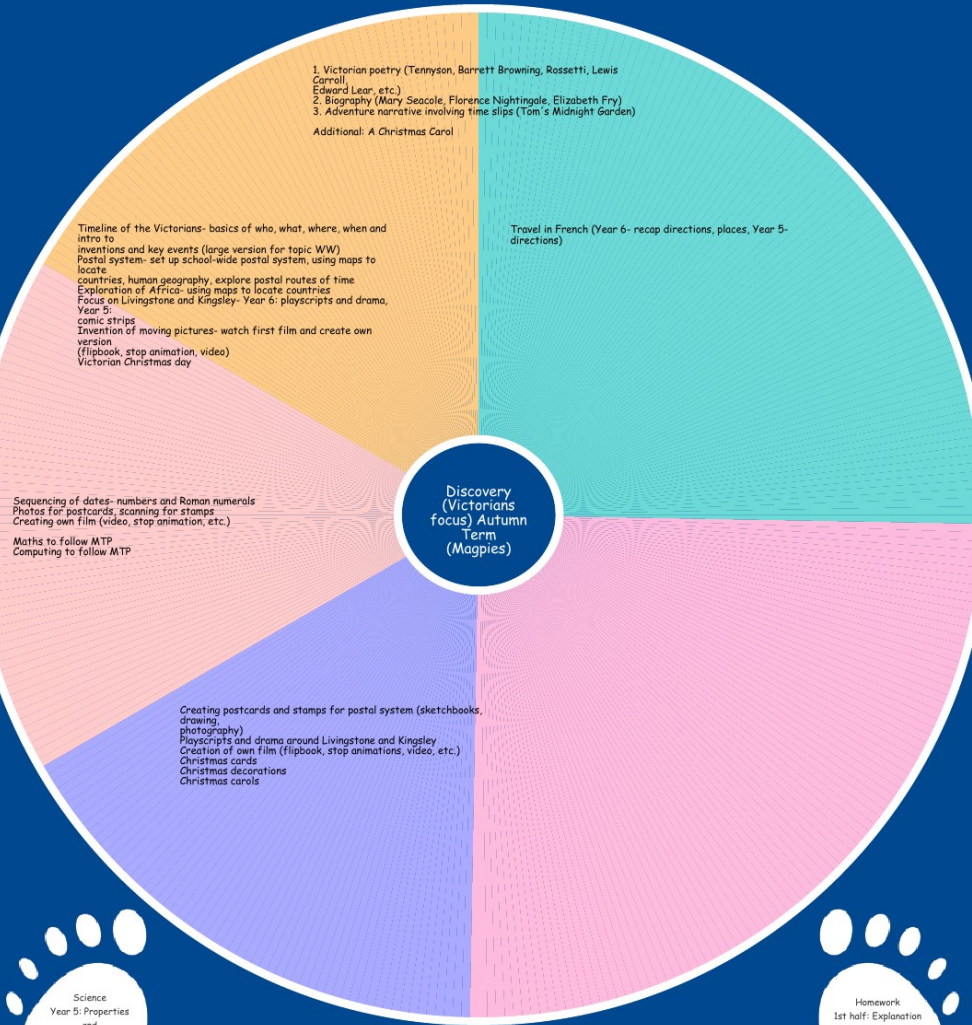 1. Victorian poetry (Tennyson, Barrett Browning, Rossetti, Lewis
Carroll,
Edward Lear, etc.)
2. Biography (Mary Seacole, Florence Nightingale, Elizabeth Fry)
3. Adventure narrative involving time slips (Tom's Midnight Garden)
Additional: A Christmas Carol
Timeline of the Victorians- basics of who, what, where, when and
intro to
inventions and key events (large version for topic WW)
Postal system- set up school-wide postal system, using maps to
locate
countries, human geography, explore postal routes of time
Exploration of Africa- using maps to locate countries
Focus on Livingstone and Kingsley- Year 6: playscripts and drama,
Year 5:
comic strips
Invention of moving pictures- watch first film and create own
version
(flipbook, stop animation, video)
Victorian Christmas day
Travel in French (Year 6- recap directions, places, Year 5-
directions)
Sequencing of dates- numbers and Roman numerals
Photos for postcards, scanning for stamps
Creating own film (video, stop animation, etc.)
Maths to follow MTP
Computing to follow MTP
Discovery
(Victorians
focus) Autumn
Term
(Magpies)
Creating postcards and stamps for postal system (sketchbooks,
drawing,
photography)
Playscripts and drama around Livingstone and Kingsley
Creation of own film (flipbook, stop animations, video, etc.)
Christmas cards
Christmas decorations
Christmas carols
Science
Year 5: Properties
and
Homework
1st half: Explanation